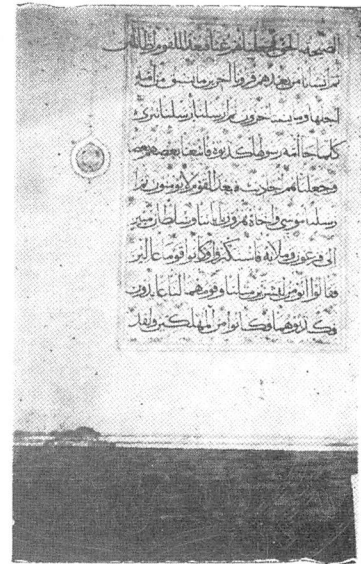 الصيحة بالحق فجعلناهم غثاء فبعدا للقوم الظالمين
ثم انشانا من بعدهم قرونا اخرين ما تسبق من امة
اجلها وما يستاخرون ثم ارسلنا رسلنا تترى
كلما جا امة رسولها كذبوه فاتبعنا بعضهم بعضا
وجعلناهم احاديث فبعدا لقوم لا يومنون ثم ا
رسلنا موسى واخاه هرون باياتنا وسلطان مبين
الى فرعون وملائه فاستكبروا وكانوا قوما عالين
فقالوا انومن لبشرين مثلنا وقومهما لنا عابدون
فكذبوهما فكانوا من المهلكين ولقد